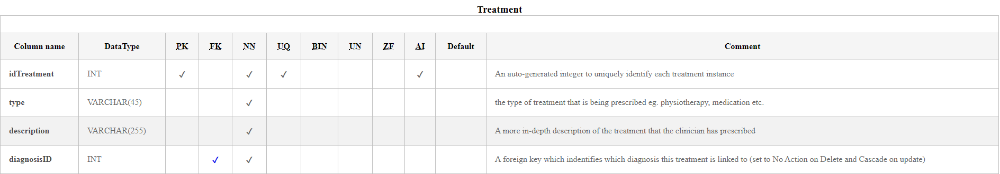 Treatment
Column name DataType PK FK NN UQ BIN UN ZF AI Default Comment
idTreatment INT ✓ ✓ ✓ ✓ An auto-generated integer to uniquely identify each treatment instance
type VARCHAR(45) ✓ the type of treatment that is being prescribed eg. physiotherapy, medication etc.
description VARCHAR(255) ✓ A more in-depth description of the treatment that the clinician has prescribed
diagnosisID INT ✓ ✓ A foreign key which indentifies which diagnosis this treatment is linked to (set to No Action on Delete and Cascade on update)